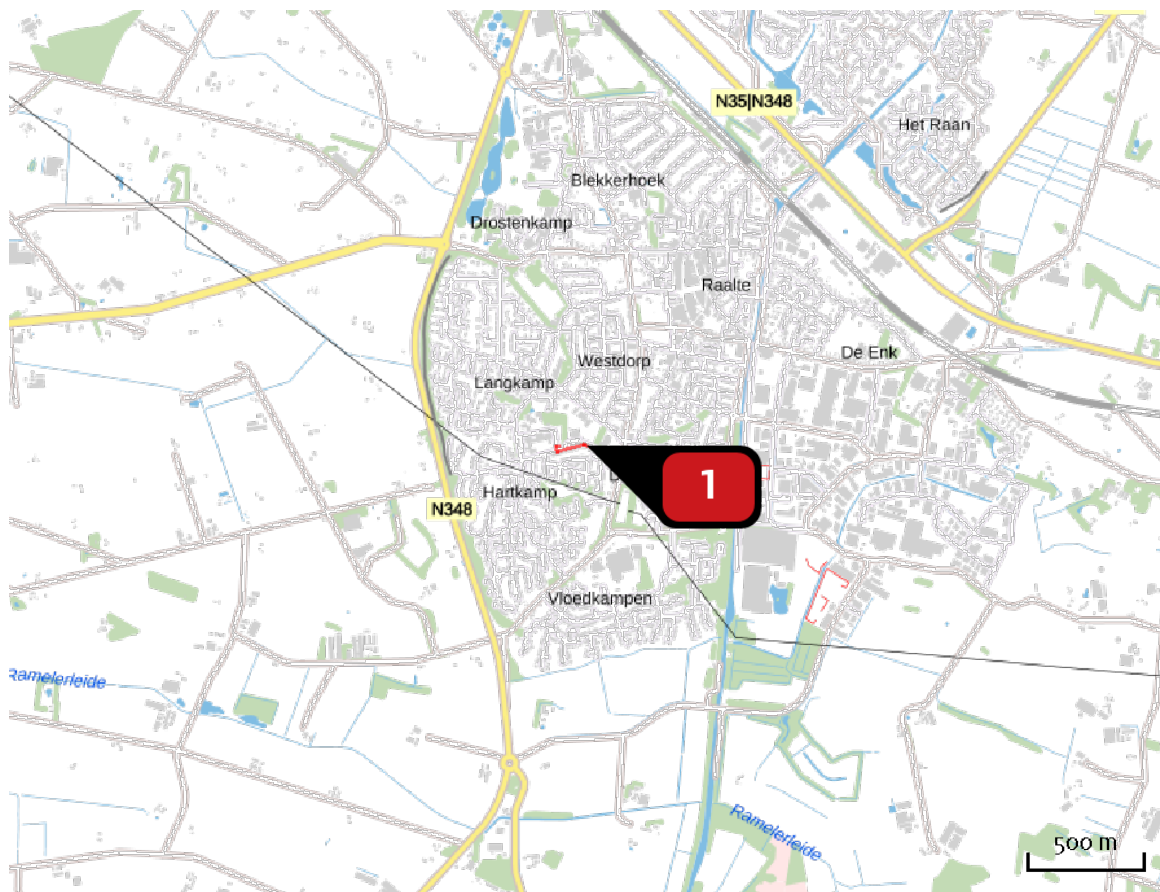 N35|N348
Het Raan
Blekkerhoek
Drostenkamp
Raalte
De Enk
Westdorp
Langkamp
1
Hartkamp
N348
Vloedkampen
Ramelerleide
Ramelerleide
500 m